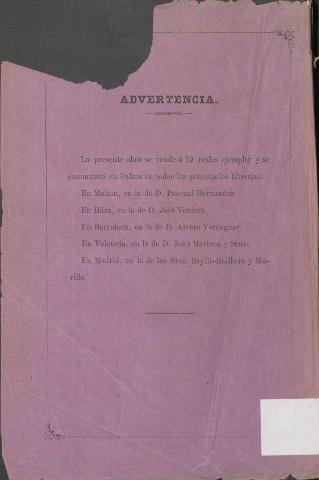 ADVERTENCIA.
La presente obra se vende á 12 reales ejemplar y se
encontrará en Palma en todas las principales librerías.
En Mahon, en la de D. Pascual Hernandez.
En Ibiza, en la de D. José Verdera.
En Barcelona, en la de D. Alvaro Verdaguer.
En Valencia, en la de D. Juan Mariana y Sanz.
En Madrid, en la de los Sres. Baylli-Bailliere y Mu-
rillo.